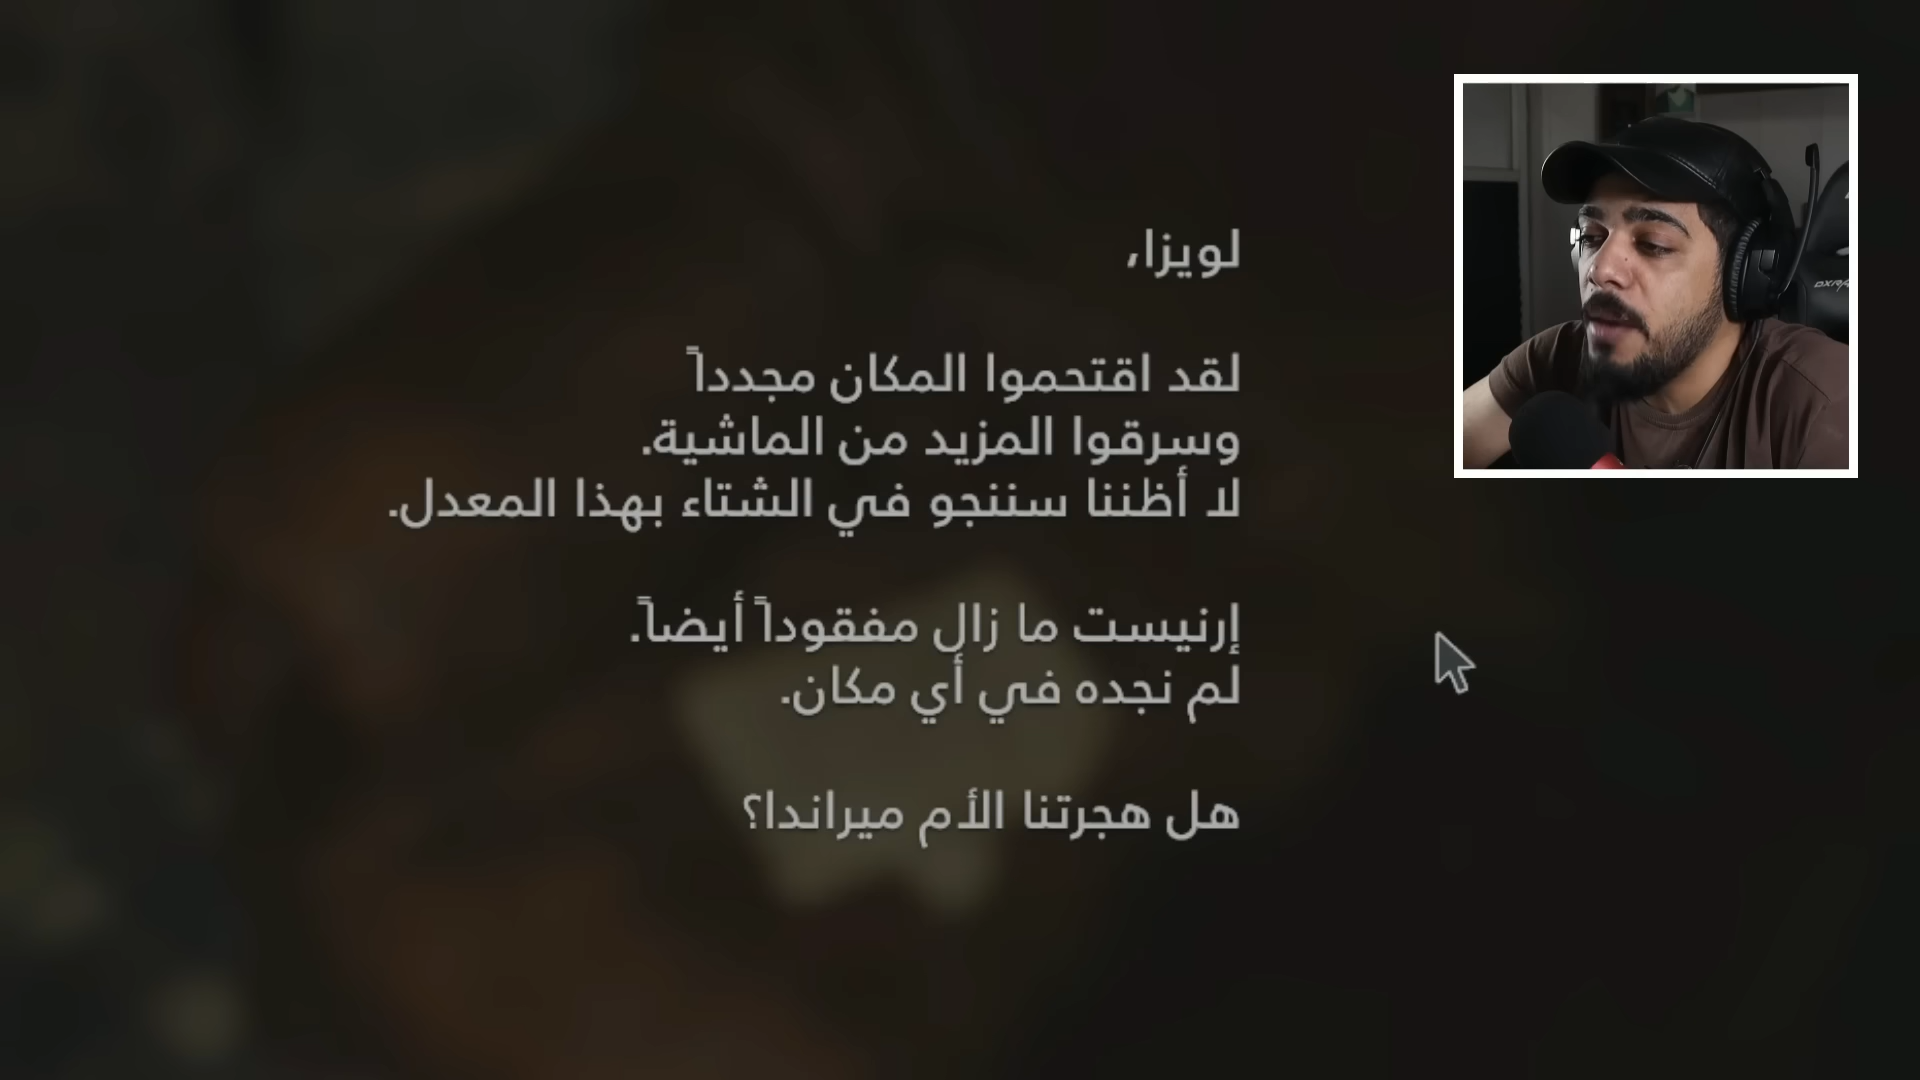 لويزا،
لقد اقتحموا المكان مجدداً
وسرقوا المزيد من الماشية.
لا أظننا سننجو في الشتاء بهذا المعدل.
إرنيست ما زال مفقوداً أيضاً.
لم نجده في أي مكان.
هل هجرتنا الأم ميراندا؟